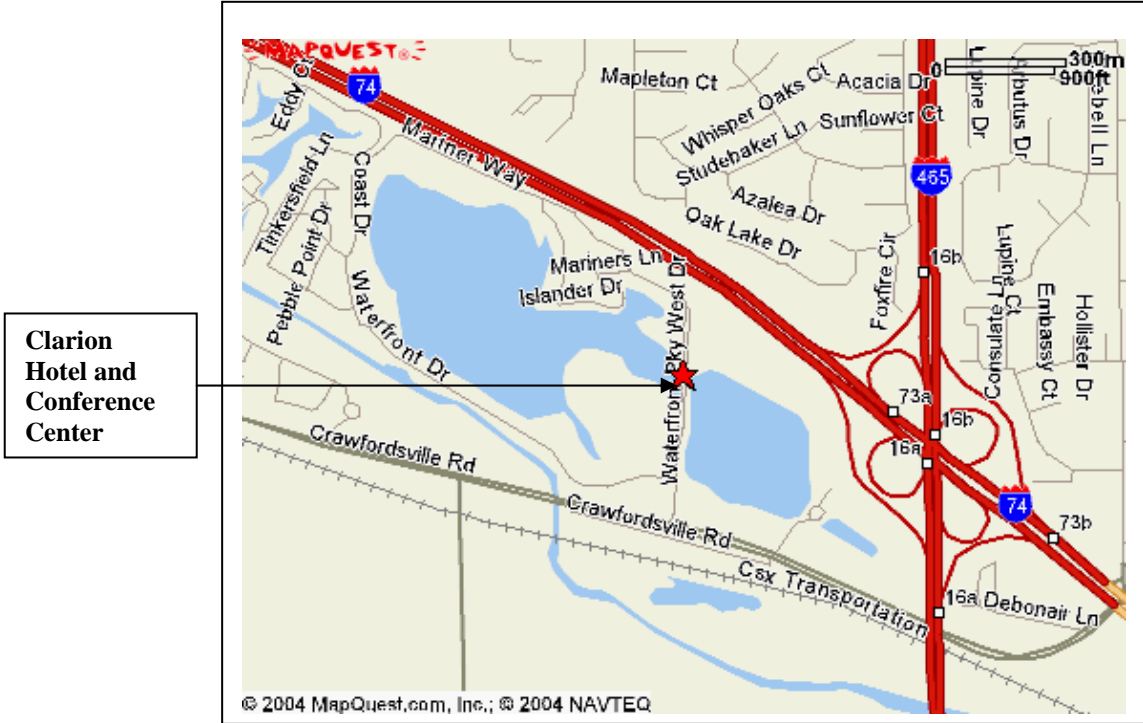 Clarion
Hotel and
Conference
Center
MAPQUEST®
74
Eddy Ct
Tinkersfield Ln
Pebble Point Dr
Coast Dr
Mariner Way
Waterfront Dr
Mariners Ln
Islander Dr
Waterfront Pky West Dr
Mapleton Ct
Whisper Oaks Ct
Studebaker Ln
Acacia Dr
Sunflower Ct
Azalea Dr
Oak Lake Dr
Foxfire Cir
0
300m
900ft
Lupine Dr
Arbutus Dr
465
16b
Lupine Ct
Embassy Ct
Hollister Dr
73a
16b
16a
74
73b
Crawfordsville Rd
Crawfordsville Rd
Csx Transportation
16a
Debonair Ln
© 2004 MapQuest.com, Inc.; © 2004 NAVTEQ